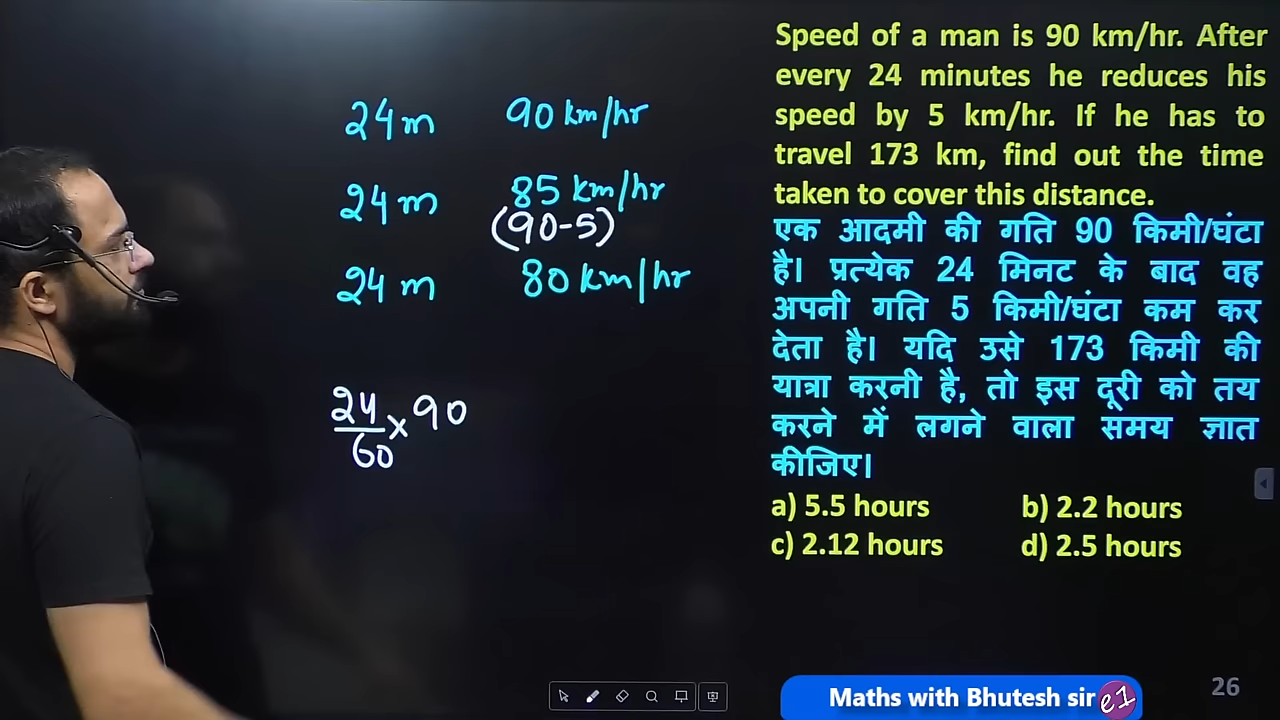 24 m 90 km/hr
24 m 85 km/hr
(90-5)
24 m 80 km/hr
24
60
× 90
Speed of a man is 90 km/hr. After
every 24 minutes he reduces his
speed by 5 km/hr. If he has to
travel 173 km, find out the time
taken to cover this distance.
एक आदमी की गति 90 किमी/घंटा
है। प्रत्येक 24 मिनट के बाद वह
अपनी गति 5 किमी/घंटा कम कर
देता है। यदि उसे 173 किमी की
यात्रा करनी है, तो इस दूरी को तय
करने में लगने वाला समय ज्ञात
कीजिए।
a) 5.5 hours b) 2.2 hours
c) 2.12 hours d) 2.5 hours
Maths with Bhutesh sir e1
26